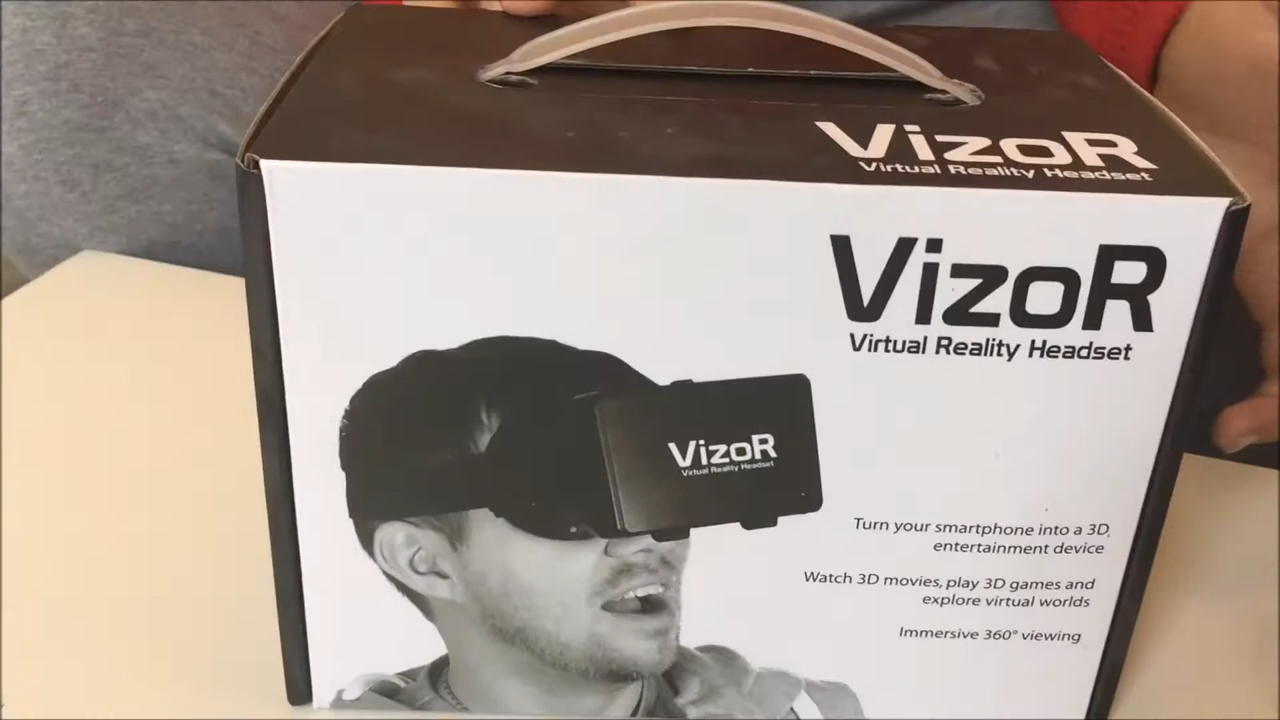 VizoR
Virtual Reality Headset
VizoR
Virtual Reality Headset
VizoR
Virtual Reality Headset
Turn your smartphone into a 3D,
entertainment device
Watch 3D movies, play 3D games and
explore virtual worlds
Immersive 360° viewing